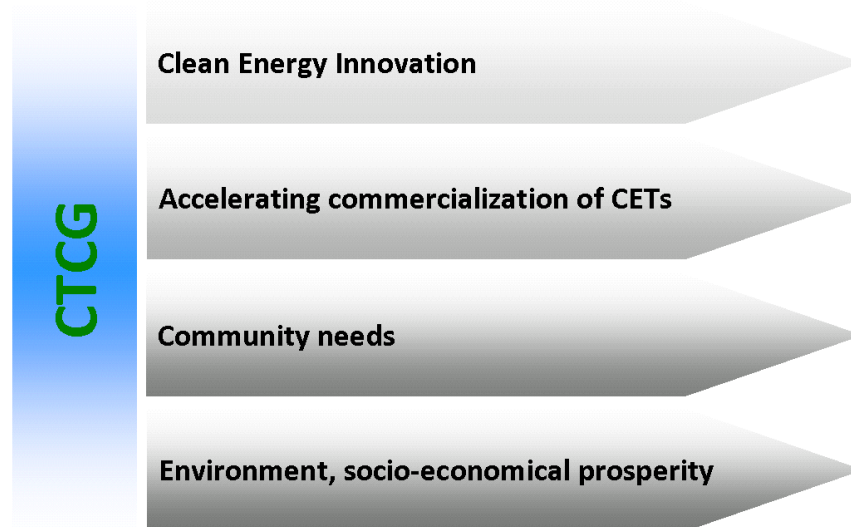 CTCG
Clean Energy Innovation
Accelerating commercialization of CETs
Community needs
Environment, socio-economical prosperity